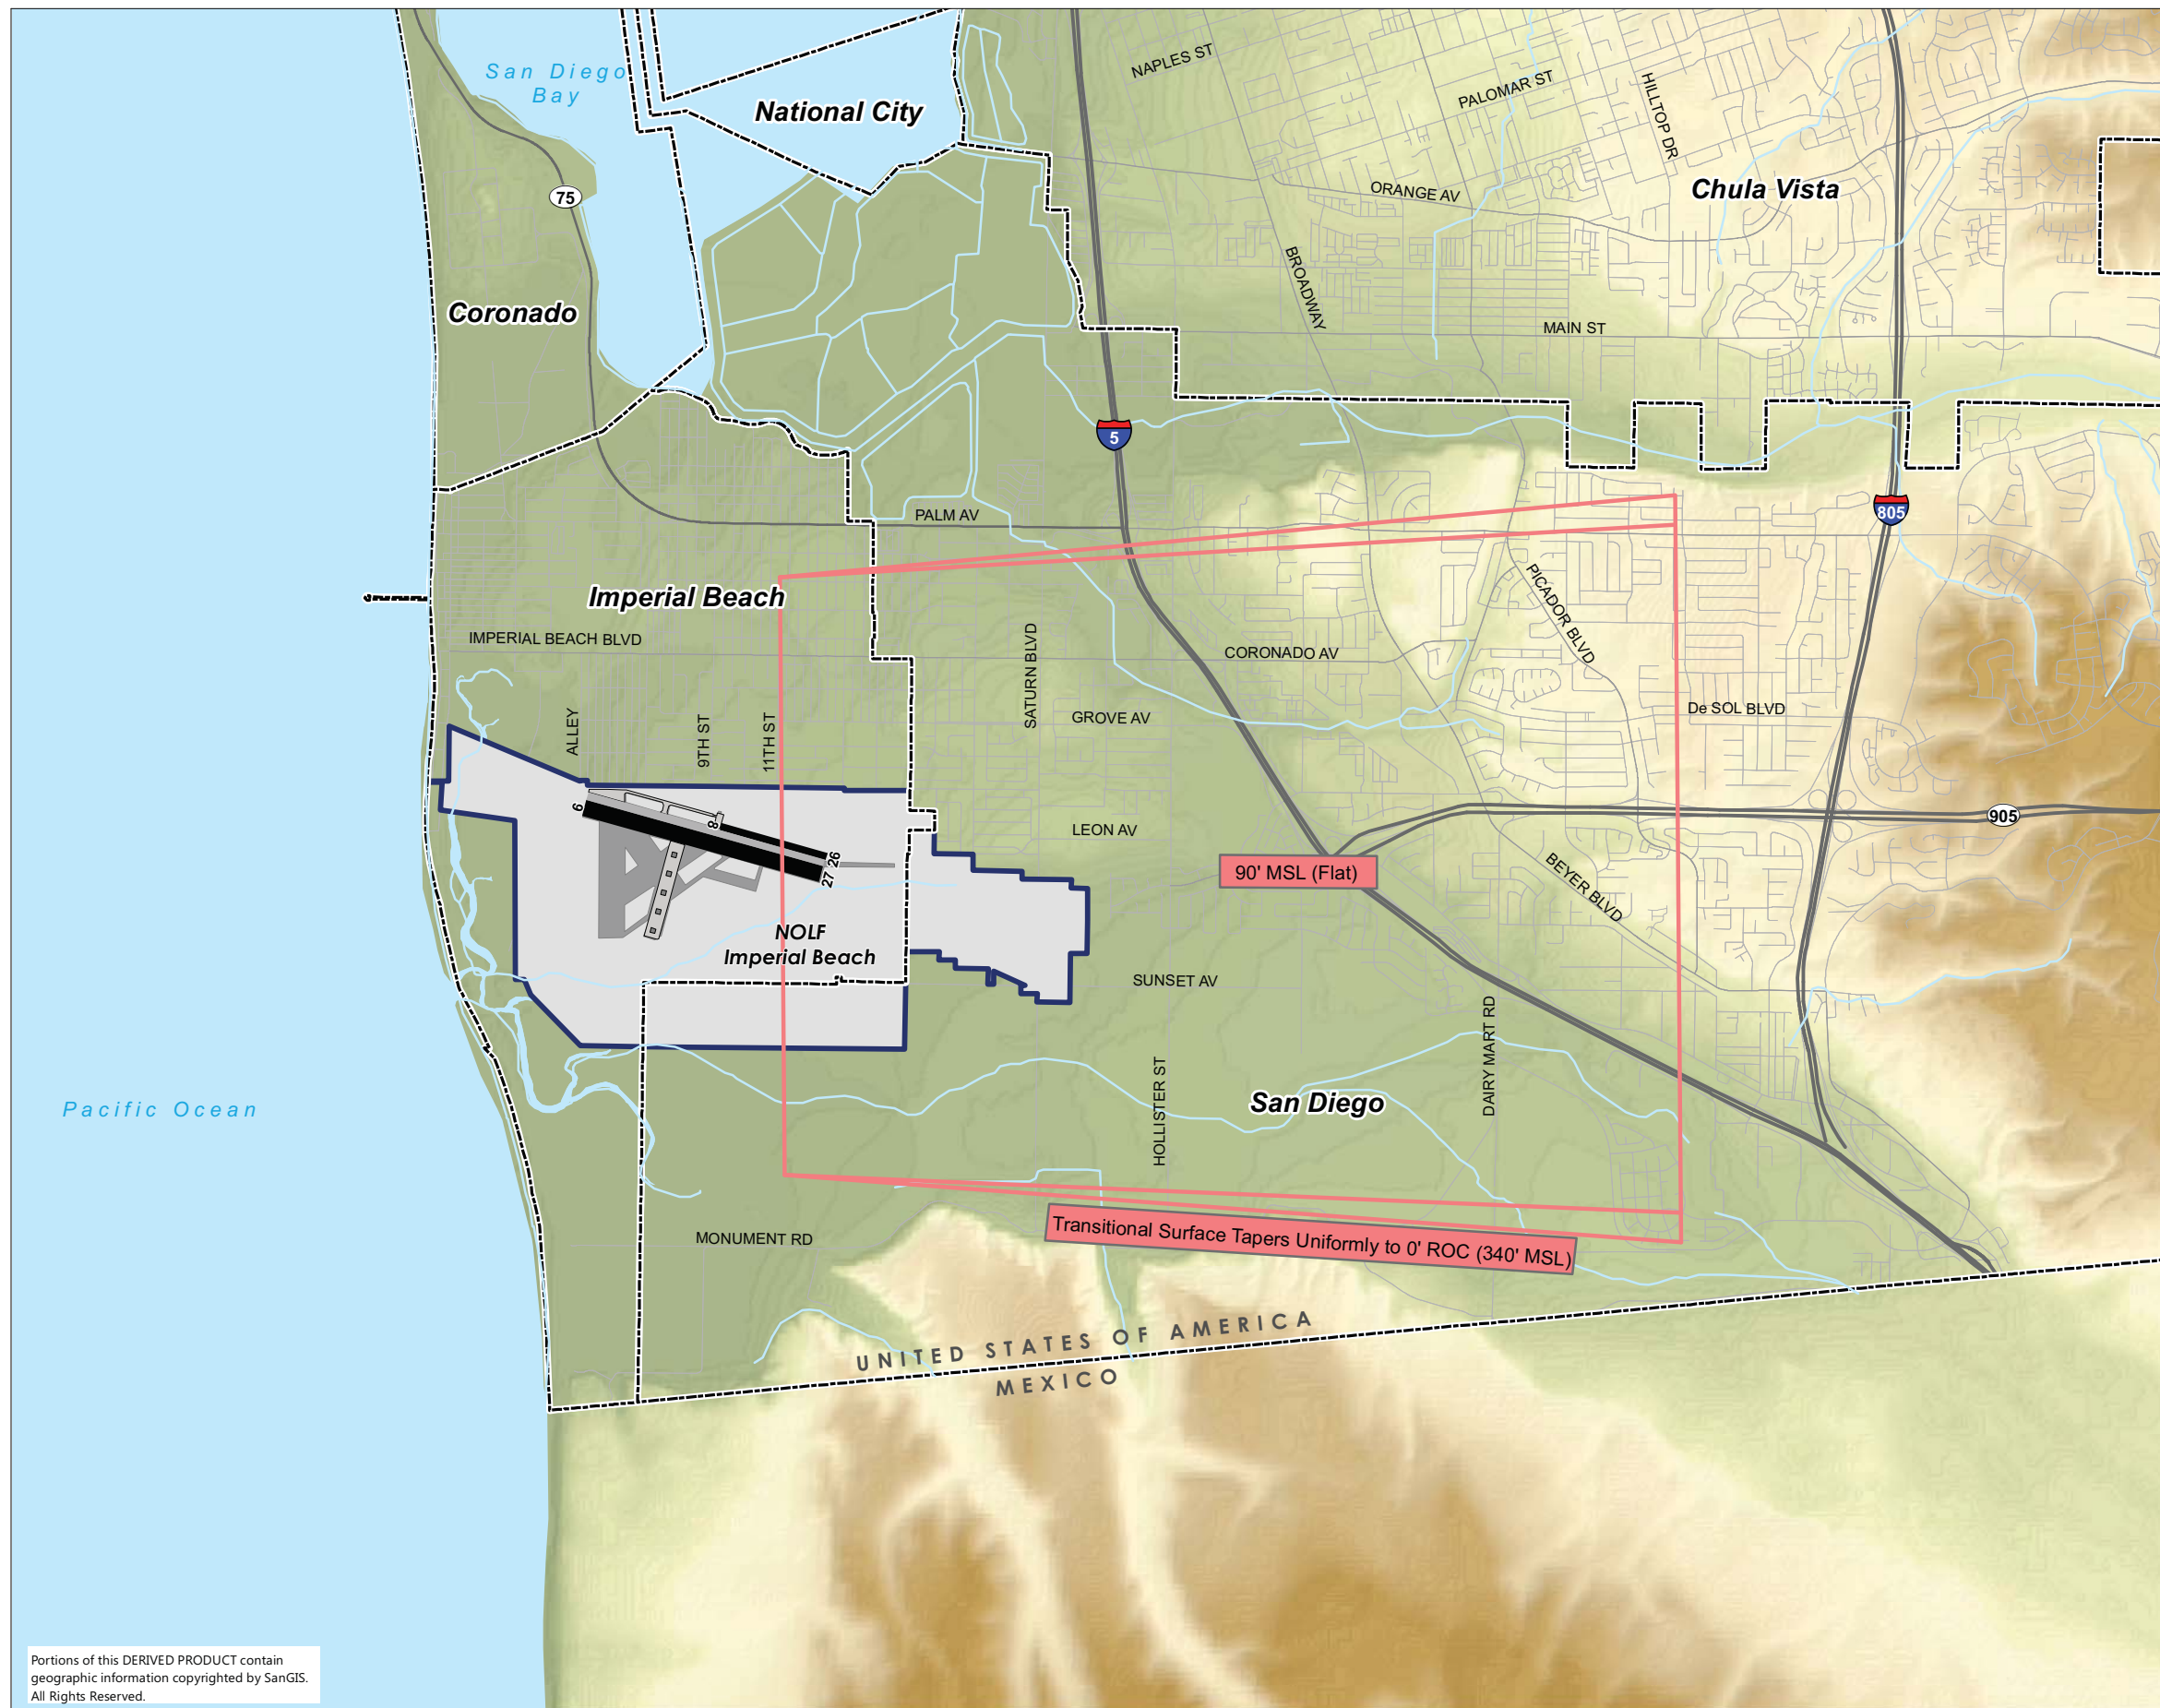 San Diego
Bay
National City
NAPLES ST
PALOMAR ST
HILLTOP DR
75
ORANGE AV
Chula Vista
Coronado
BROADWAY
MAIN ST
5
PALM AV
805
Imperial Beach
PICADOR BLVD
IMPERIAL BEACH BLVD
SATURN BLVD
CORONADO AV
ALLEY
9TH ST
11TH ST
GROVE AV
De SOL BLVD
9
8
26
27
LEON AV
905
90' MSL (Flat)
BEYER BLVD
NOLF
Imperial Beach
SUNSET AV
DAIRY MART RD
HOLLISTER ST
San Diego
Pacific Ocean
MONUMENT RD
Transitional Surface Tapers Uniformly to 0' ROC (340' MSL)
UNITED STATES OF AMERICA
MEXICO
Portions of this DERIVED PRODUCT contain
geographic information copyrighted by SanGIS.
All Rights Reserved.